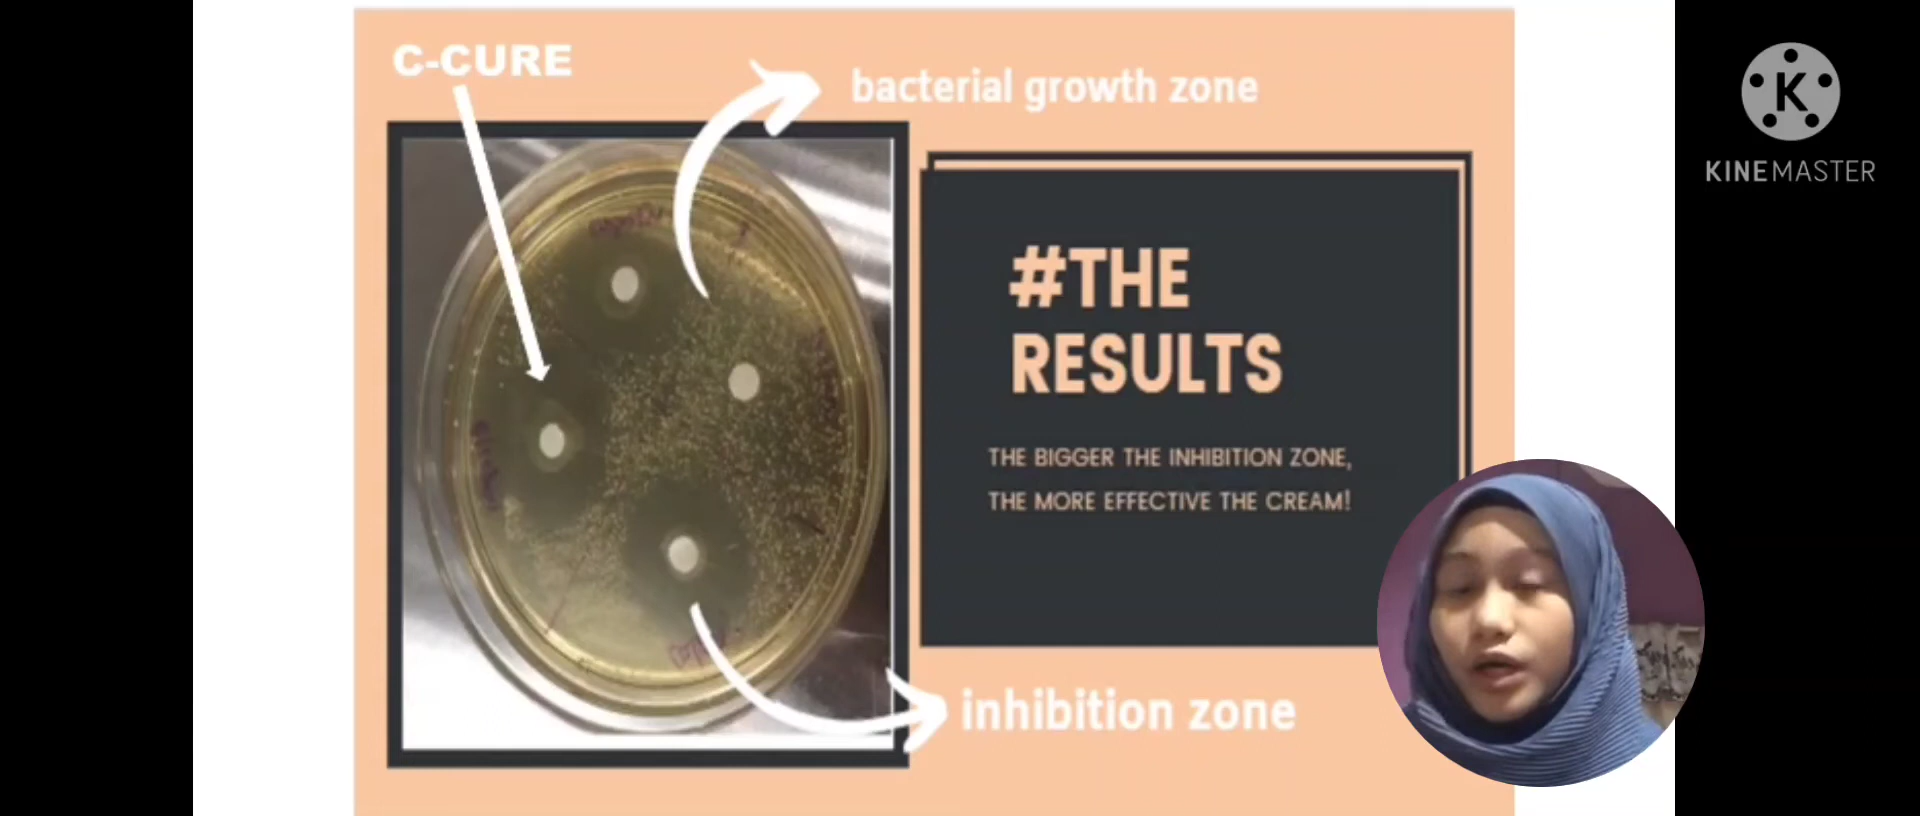 C-CURE
bacterial growth zone
#THE
RESULTS
THE BIGGER THE INHIBITION ZONE,
THE MORE EFFECTIVE THE CREAM!
inhibition zone
K
KINEMASTER